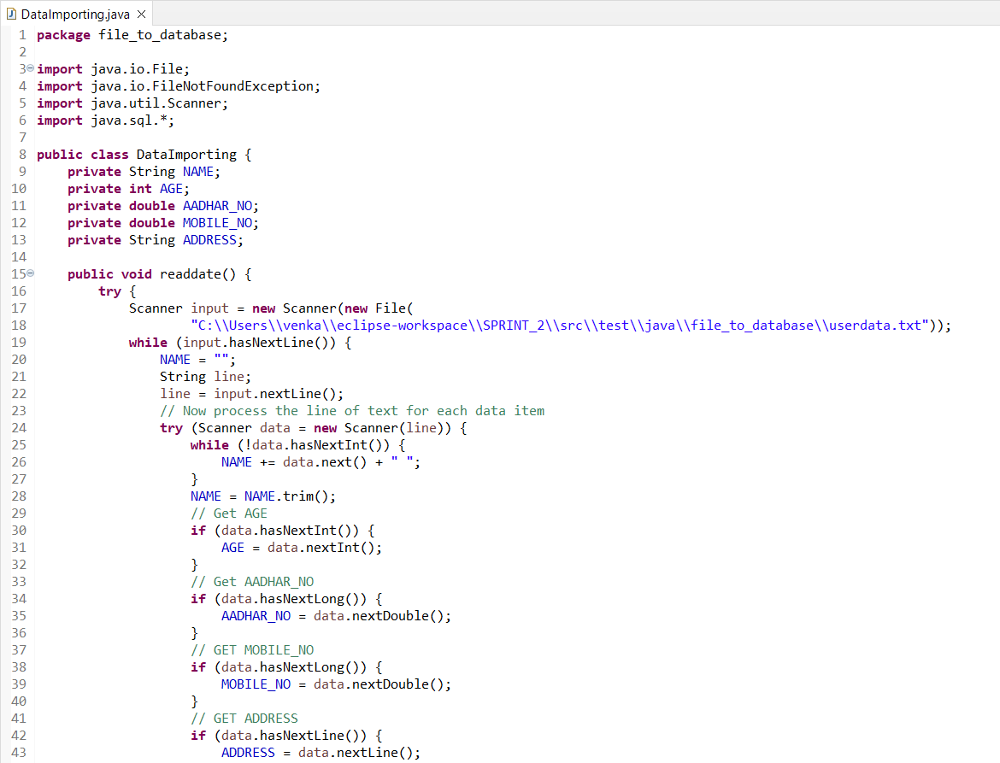 DataImporting.java
1 package file_to_database;
2
3 import java.io.File;
4 import java.io.FileNotFoundException;
5 import java.util.Scanner;
6 import java.sql.*;
7
8 public class DataImporting {
9     private String NAME;
10     private int AGE;
11     private double AADHAR_NO;
12     private double MOBILE_NO;
13     private String ADDRESS;
14
15     public void readdate() {
16         try {
17             Scanner input = new Scanner(new File(
18                     "C:\\Users\\venka\\eclipse-workspace\\SPRINT_2\\src\\test\\java\\file_to_database\\userdata.txt"));
19             while (input.hasNextLine()) {
20                 NAME = "";
21                 String line;
22                 line = input.nextLine();
23                 // Now process the line of text for each data item
24                 try (Scanner data = new Scanner(line)) {
25                     while (!data.hasNextInt()) {
26                         NAME += data.next() + " ";
27                     }
28                     NAME = NAME.trim();
29                     // Get AGE
30                     if (data.hasNextInt()) {
31                         AGE = data.nextInt();
32                     }
33                     // Get AADHAR_NO
34                     if (data.hasNextLong()) {
35                         AADHAR_NO = data.nextDouble();
36                     }
37                     // GET MOBILE_NO
38                     if (data.hasNextLong()) {
39                         MOBILE_NO = data.nextDouble();
40                     }
41                     // GET ADDRESS
42                     if (data.hasNextLine()) {
43                         ADDRESS = data.nextLine();